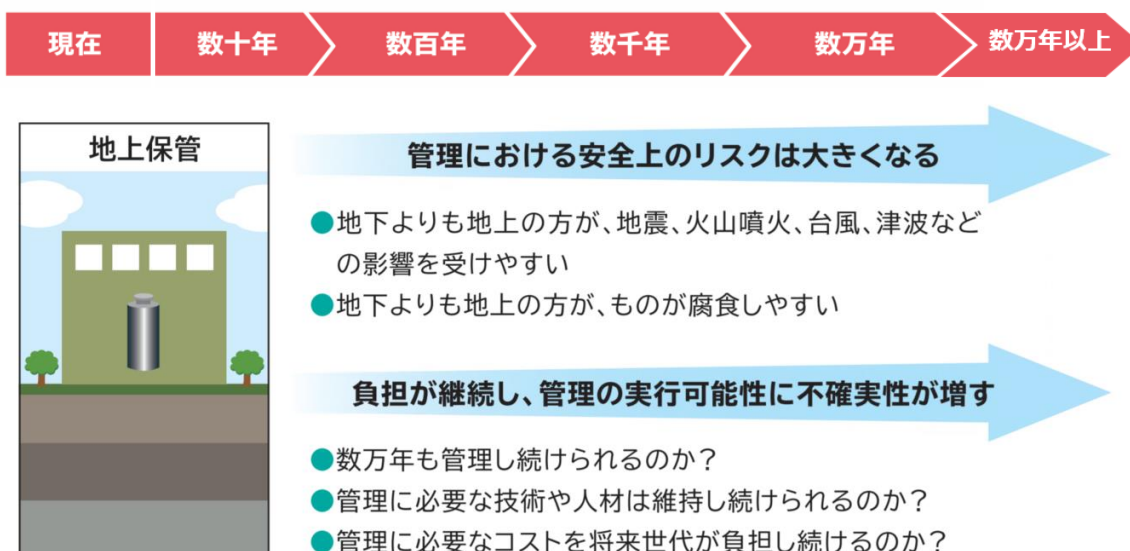 現在
数十年
数百年
数千年
数万年
数万年以上
地上保管
管理における安全上のリスクは大きくなる
●地下よりも地上の方が、地震、火山噴火、台風、津波など
の影響を受けやすい
●地下よりも地上の方が、ものが腐食しやすい
負担が継続し、管理の実行可能性に不確実性が増す
●数万年も管理し続けられるのか？
●管理に必要な技術や人材は維持し続けられるのか？
●管理に必要なコストを将来世代が負担し続けるのか？